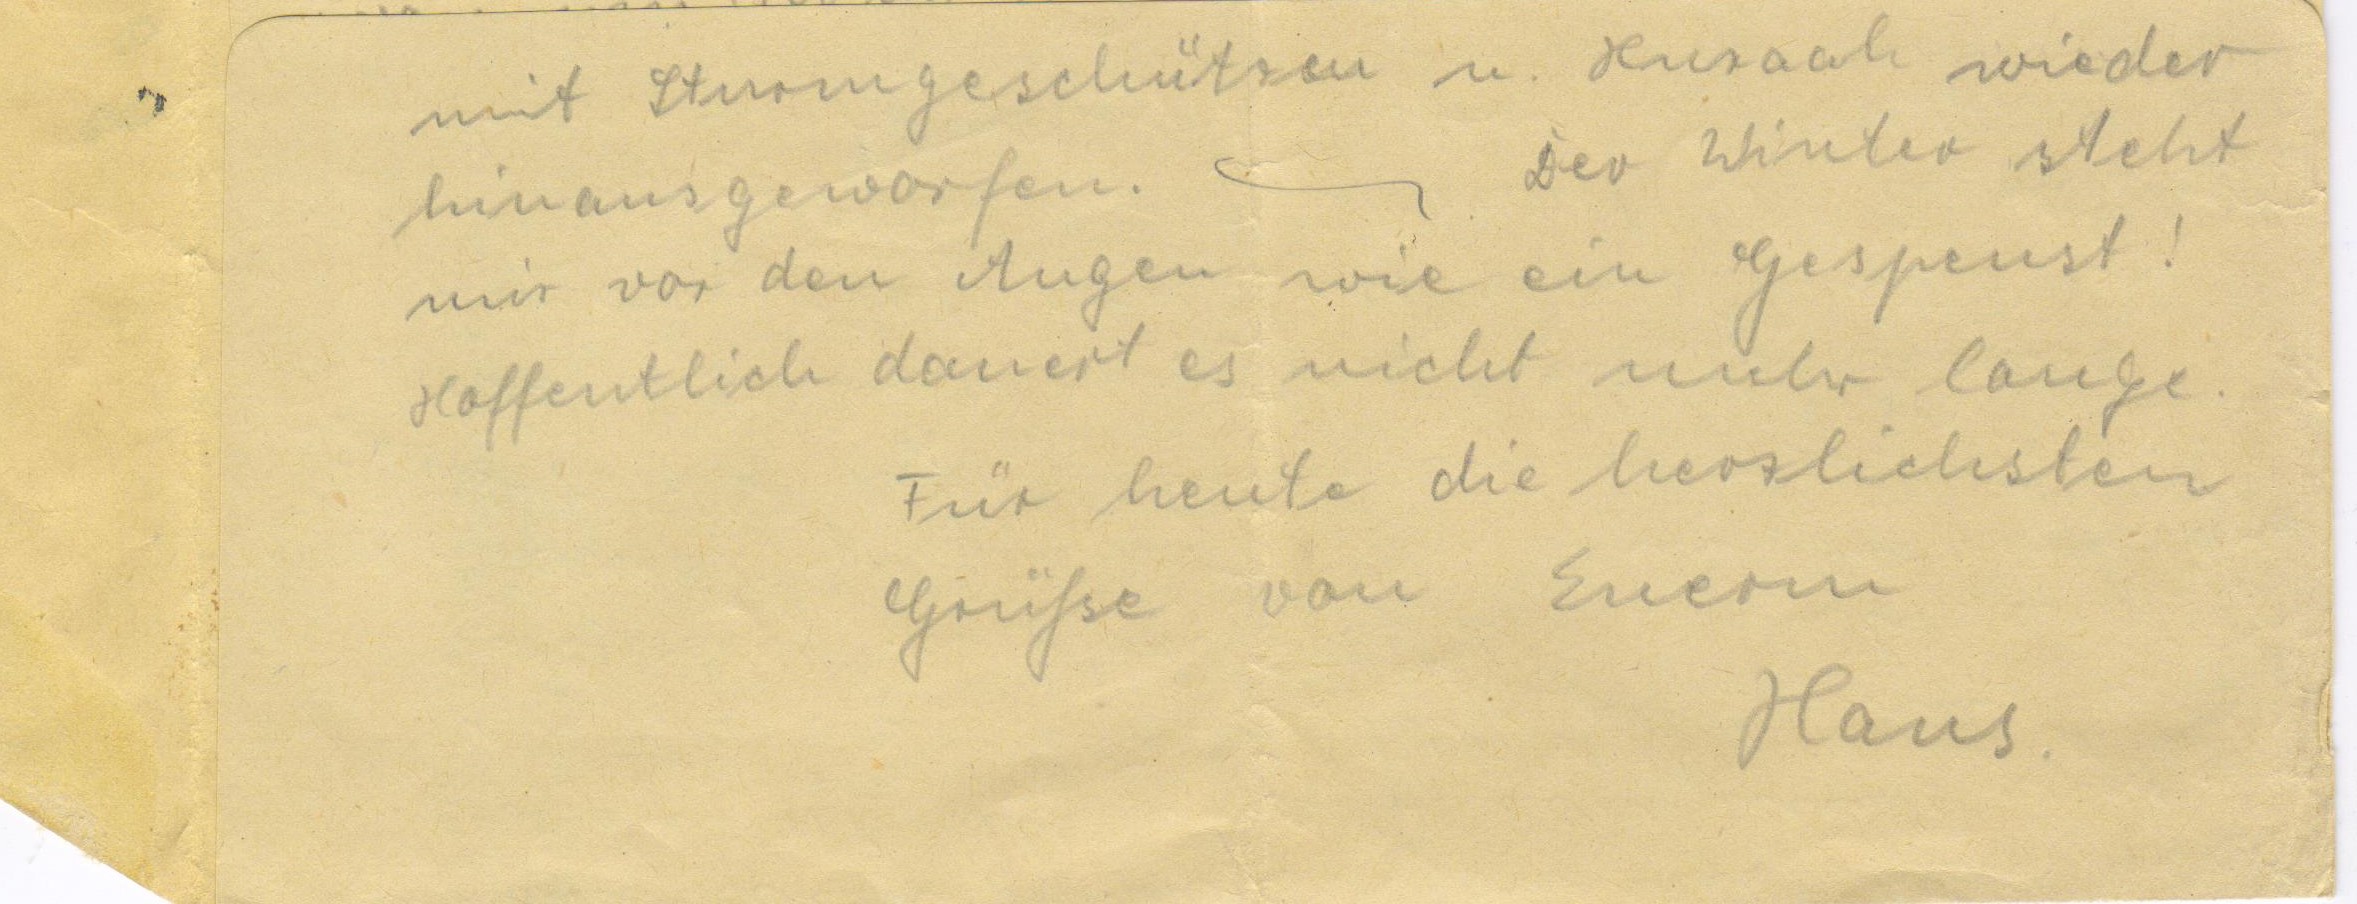 mit Sturmgeschützen u. Huraah wieder
hinausgeworfen. Der Winter steht
mir vor den Augen wie ein Gespenst!
Hoffentlich dauert es nicht mehr lange.
Für heute die herzlichsten
Grüße von Euerm
Hans.